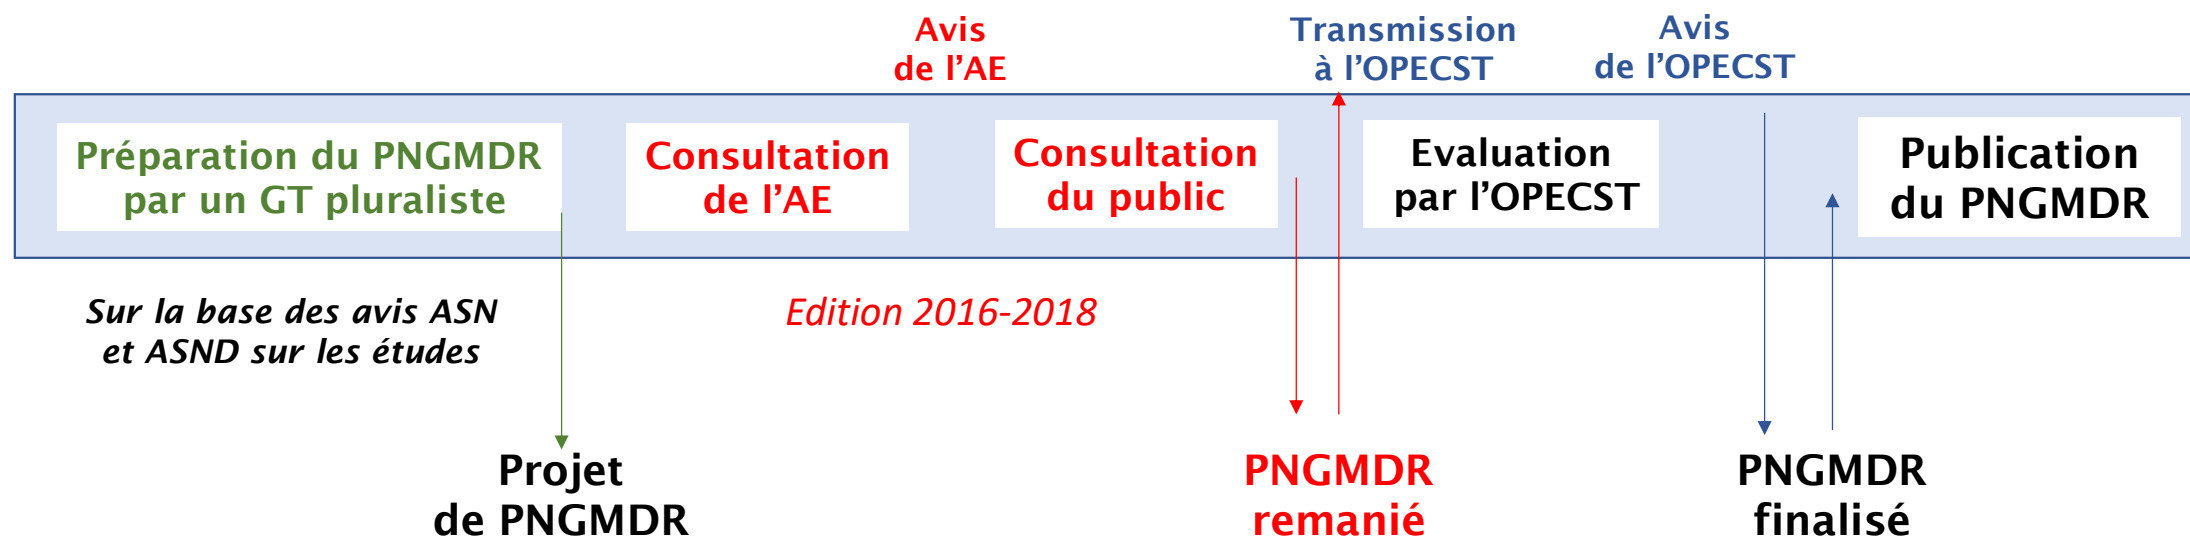 Avis
de l’AE
Transmission
à l’OPECST
Avis
de l’OPECST
Préparation du PNGMDR
par un GT pluraliste
Consultation
de l’AE
Consultation
du public
Evaluation
par l’OPECST
Publication
du PNGMDR
Sur la base des avis ASN
et ASND sur les études
Edition 2016-2018
Projet
de PNGMDR
PNGMDR
remanié
PNGMDR
finalisé